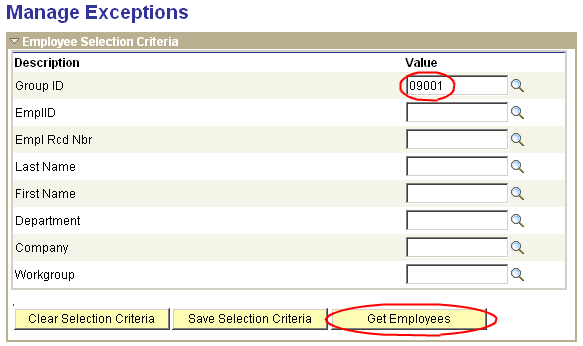 Manage Exceptions
Employee Selection Criteria
Description Value
Group ID 09001
EmplID
Empl Rcd Nbr
Last Name
First Name
Department
Company
Workgroup
Clear Selection Criteria Save Selection Criteria Get Employees